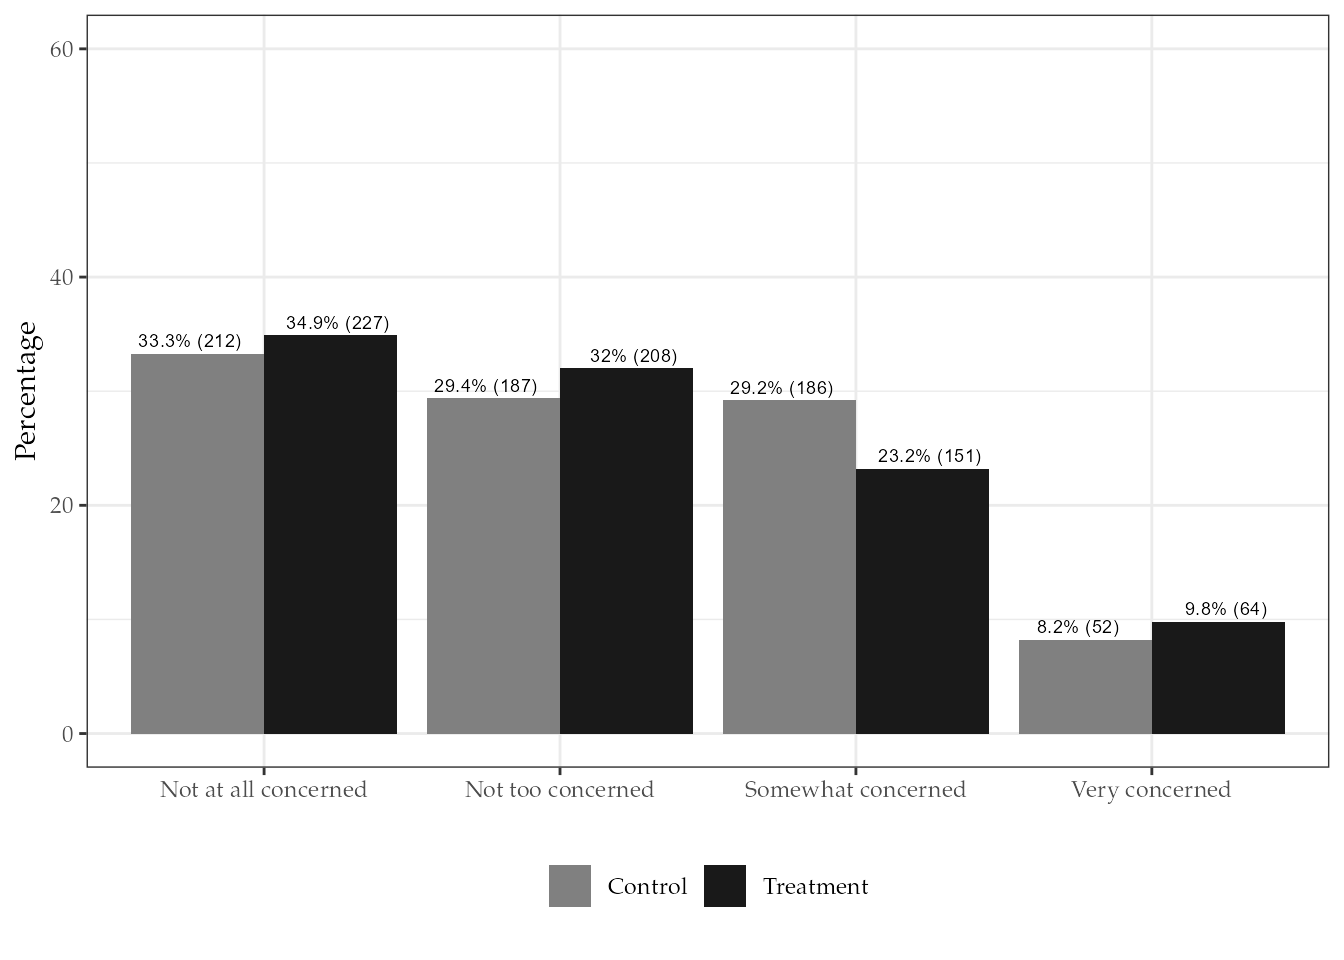 60
40
20
0
Percentage
33.3% (212)
34.9% (227)
29.4% (187)
32% (208)
29.2% (186)
23.2% (151)
8.2% (52)
9.8% (64)
Not at all concerned
Not too concerned
Somewhat concerned
Very concerned
Control
Treatment